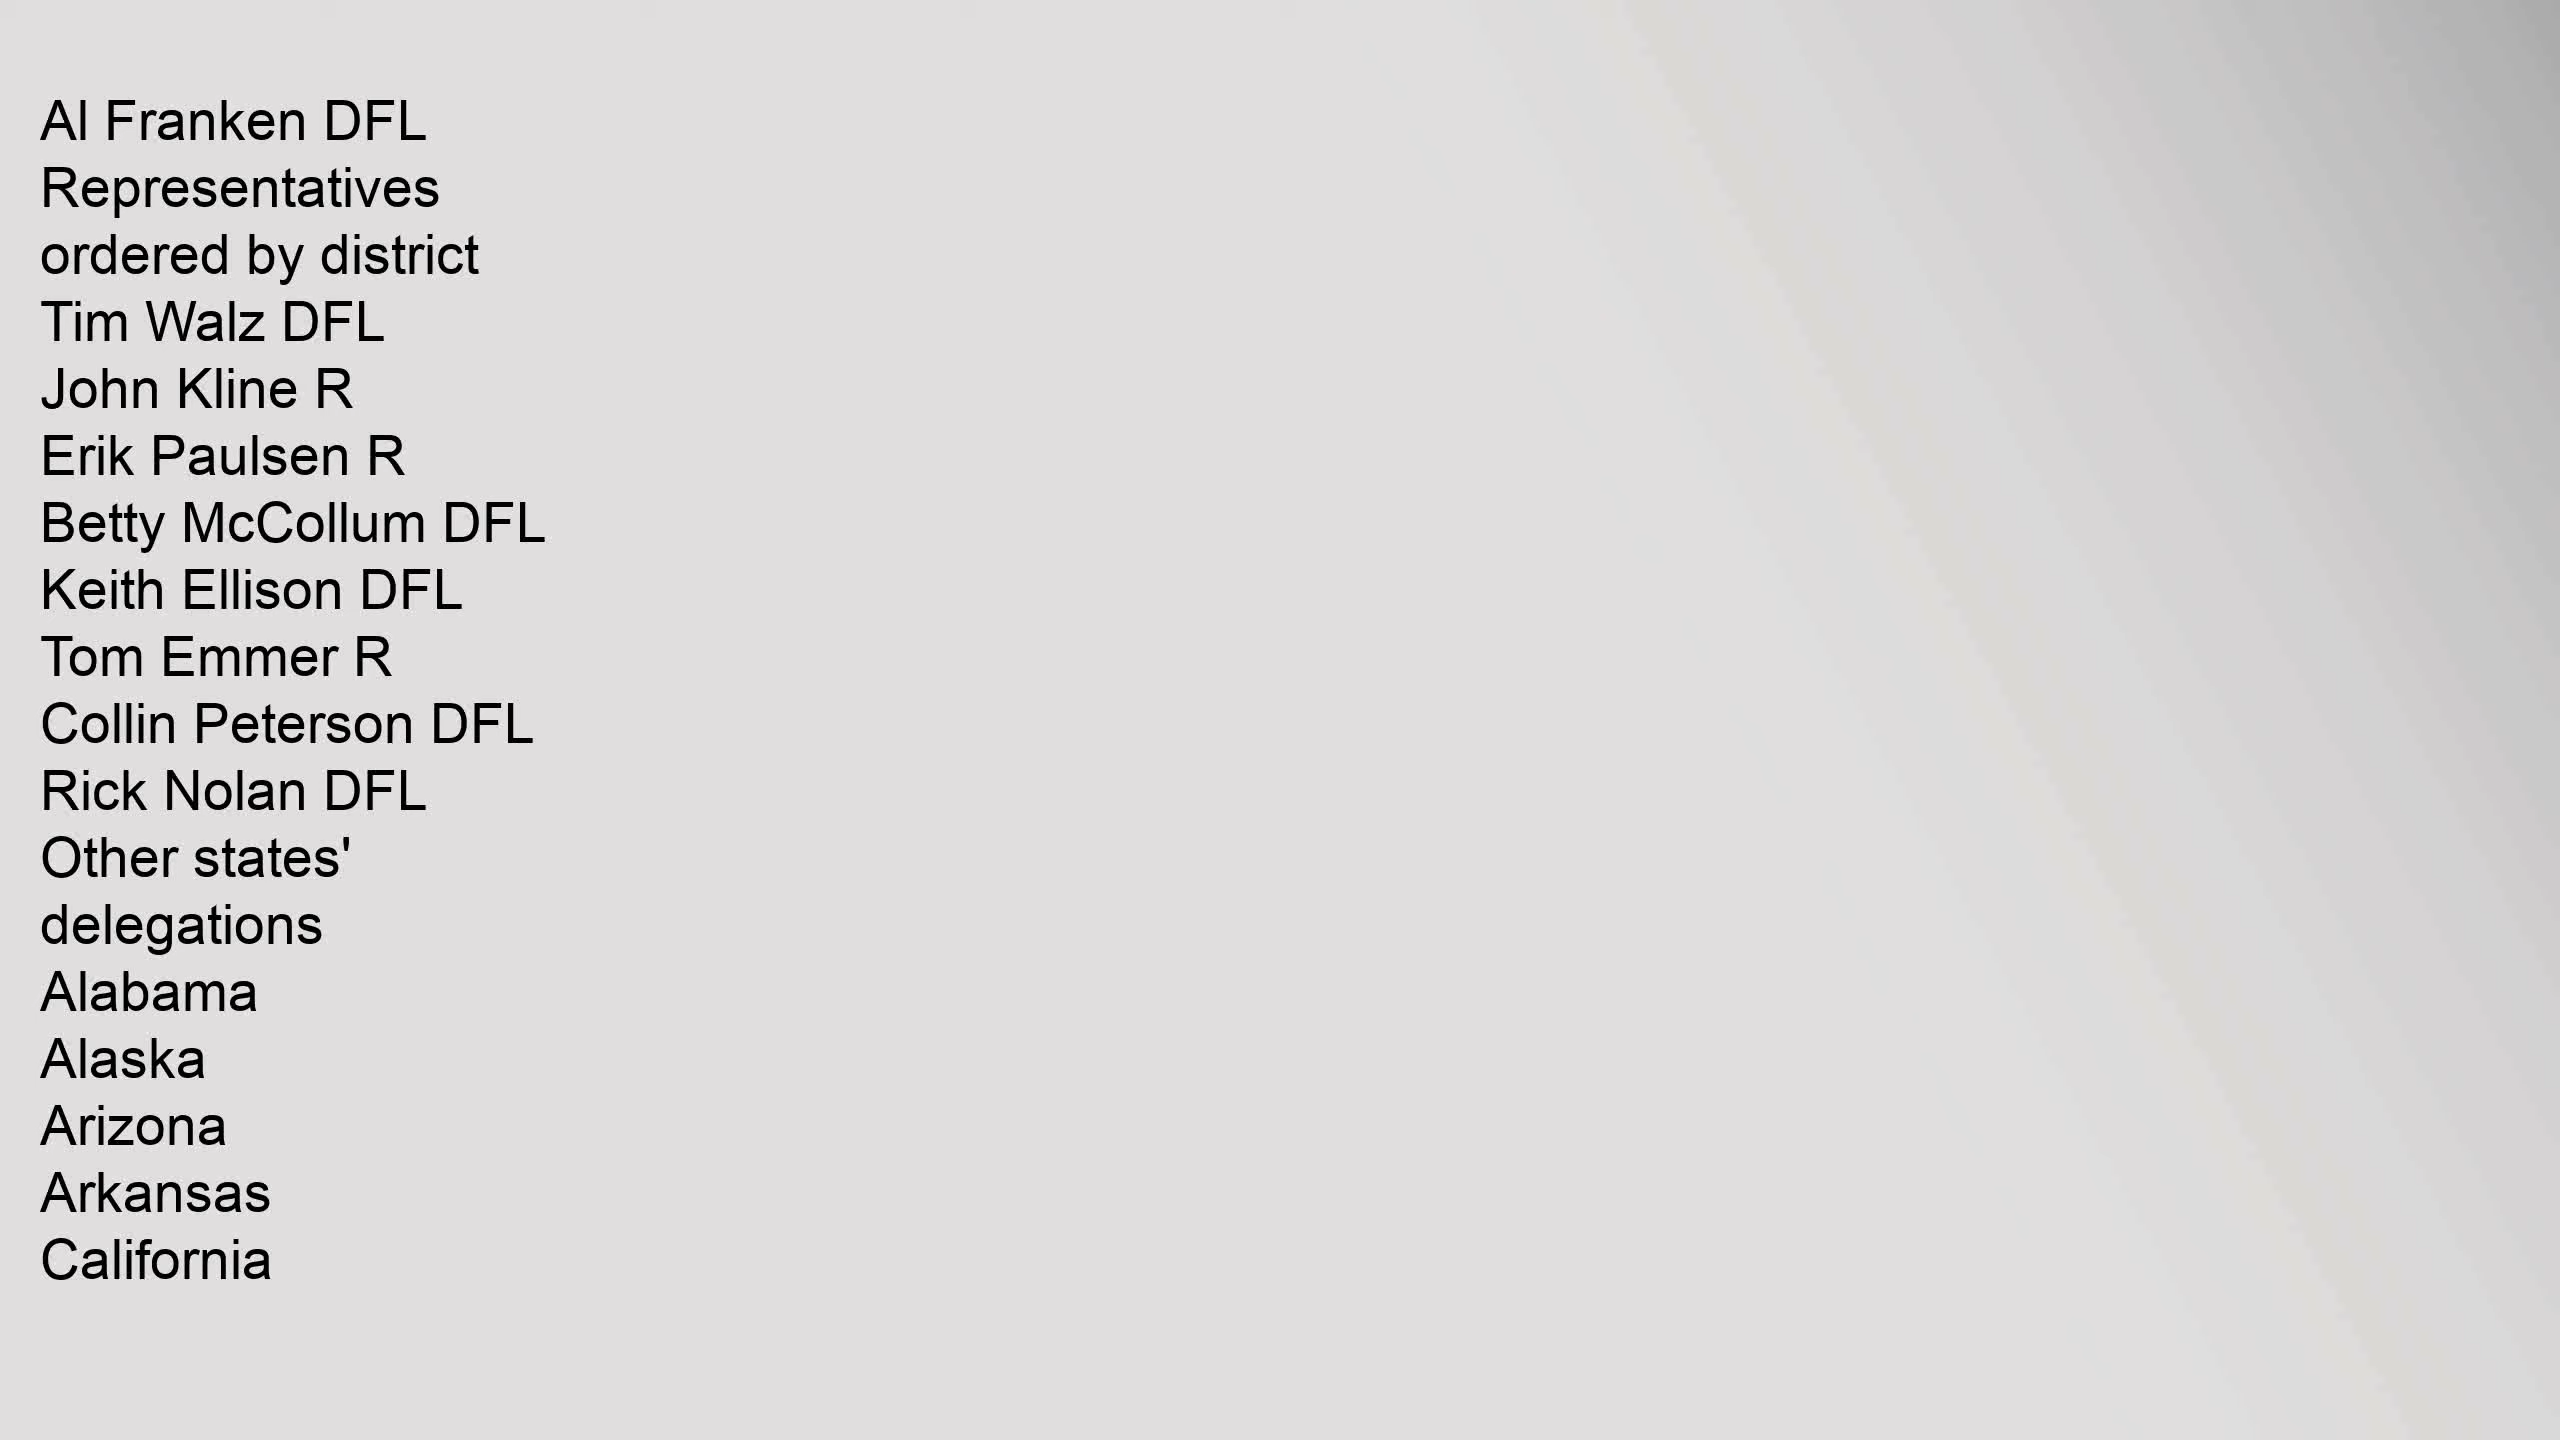 Al Franken DFL
Representatives
ordered by district
Tim Walz DFL
John Kline R
Erik Paulsen R
Betty McCollum DFL
Keith Ellison DFL
Tom Emmer R
Collin Peterson DFL
Rick Nolan DFL
Other states'
delegations
Alabama
Alaska
Arizona
Arkansas
California